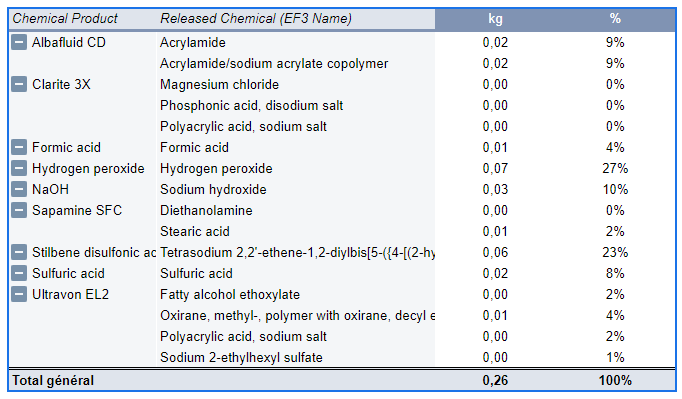 Chemical Product Released Chemical (EF3 Name) kg %
Albafluid CD Acrylamide 0,02 9%
Acrylamide/sodium acrylate copolymer 0,02 9%
Clarite 3X Magnesium chloride 0,00 0%
Phosphonic acid, disodium salt 0,00 0%
Polyacrylic acid, sodium salt 0,00 0%
Formic acid Formic acid 0,01 4%
Hydrogen peroxide Hydrogen peroxide 0,07 27%
NaOH Sodium hydroxide 0,03 10%
Sapamine SFC Diethanolamine 0,00 0%
Stearic acid 0,01 2%
Stilbene disulfonic ac Tetrasodium 2,2'-ethene-1,2-diylbis[5-({4-[(2-hy 0,06 23%
Sulfuric acid Sulfuric acid 0,02 8%
Ultravon EL2 Fatty alcohol ethoxylate 0,00 2%
Oxirane, methyl-, polymer with oxirane, decyl e 0,01 4%
Polyacrylic acid, sodium salt 0,00 2%
Sodium 2-ethylhexyl sulfate 0,00 1%
Total général 0,26 100%